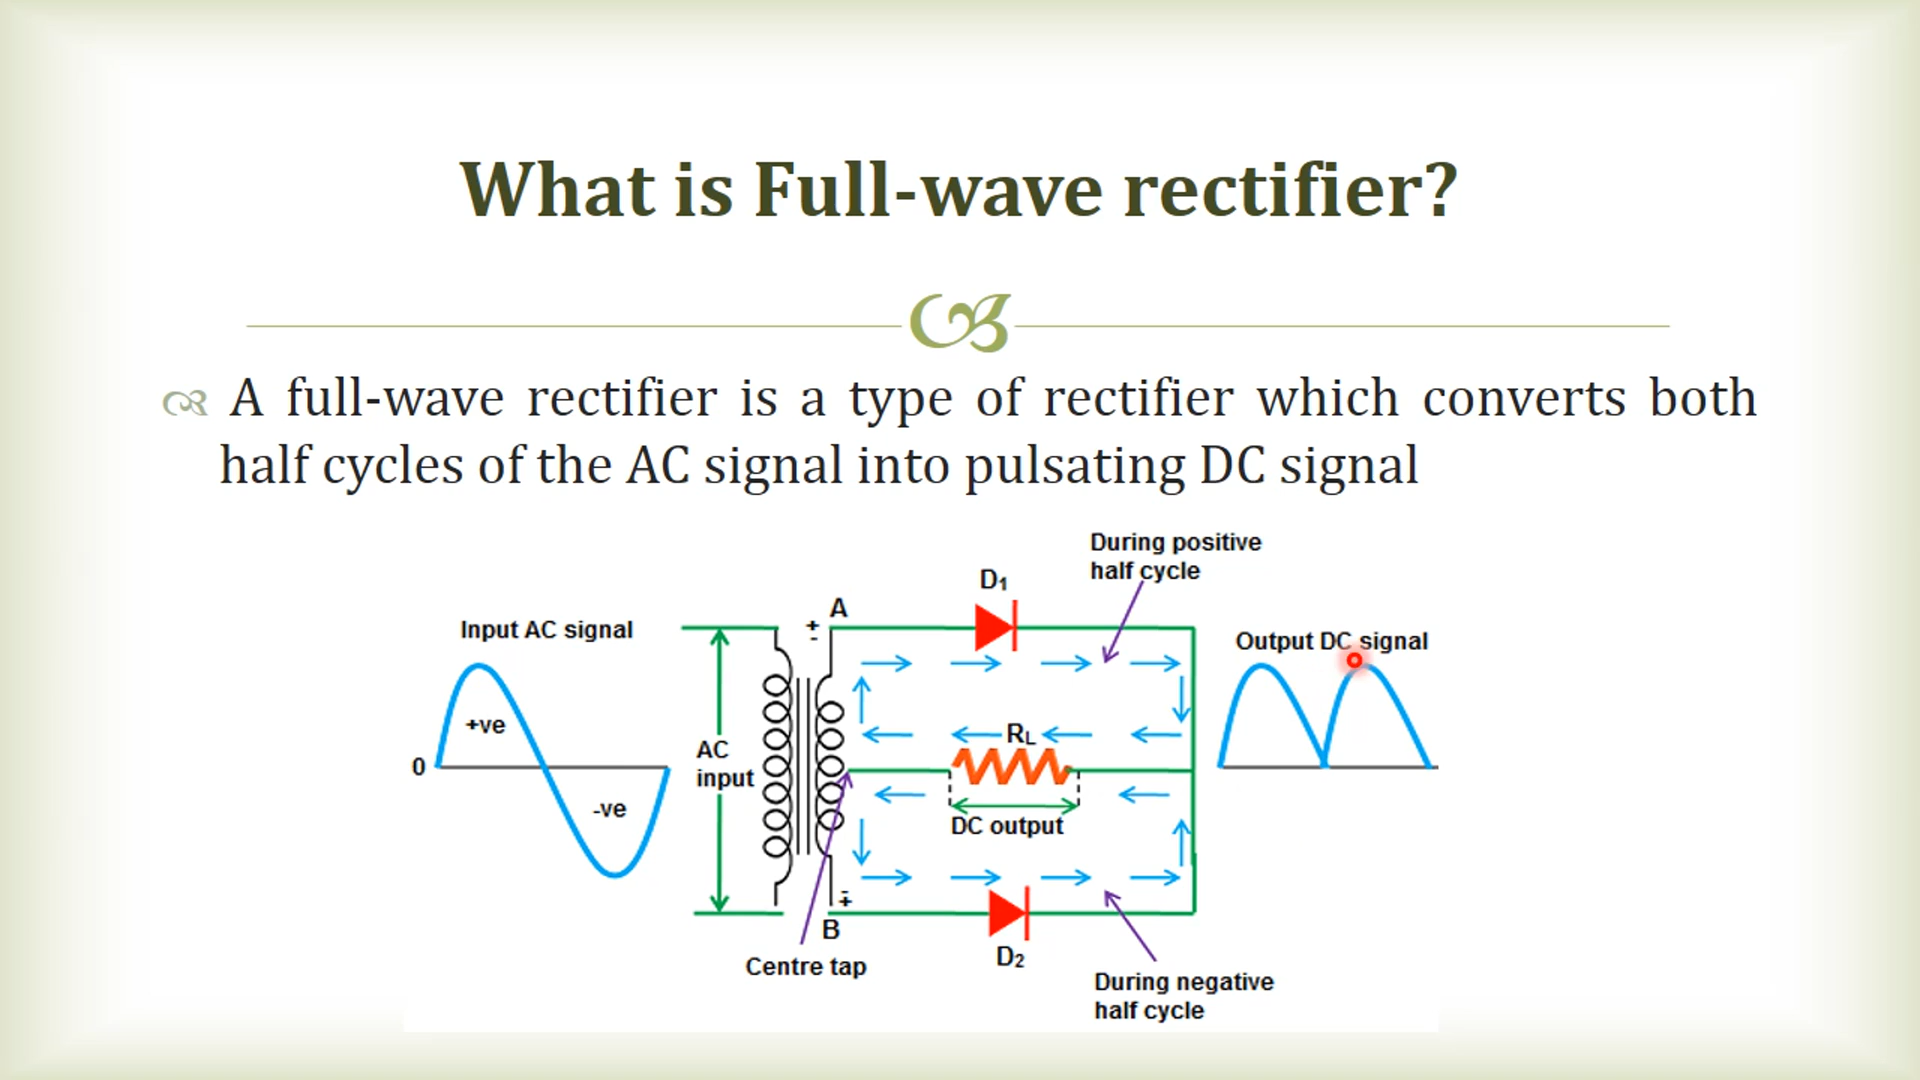 What is Full-wave rectifier?
A full-wave rectifier is a type of rectifier which converts both
half cycles of the AC signal into pulsating DC signal
During positive
half cycle
D1
A
Input AC signal
+
-
Output DC signal
+ve
RL
AC
input
0
-ve
DC output
-
+
B
D2
Centre tap
During negative
half cycle